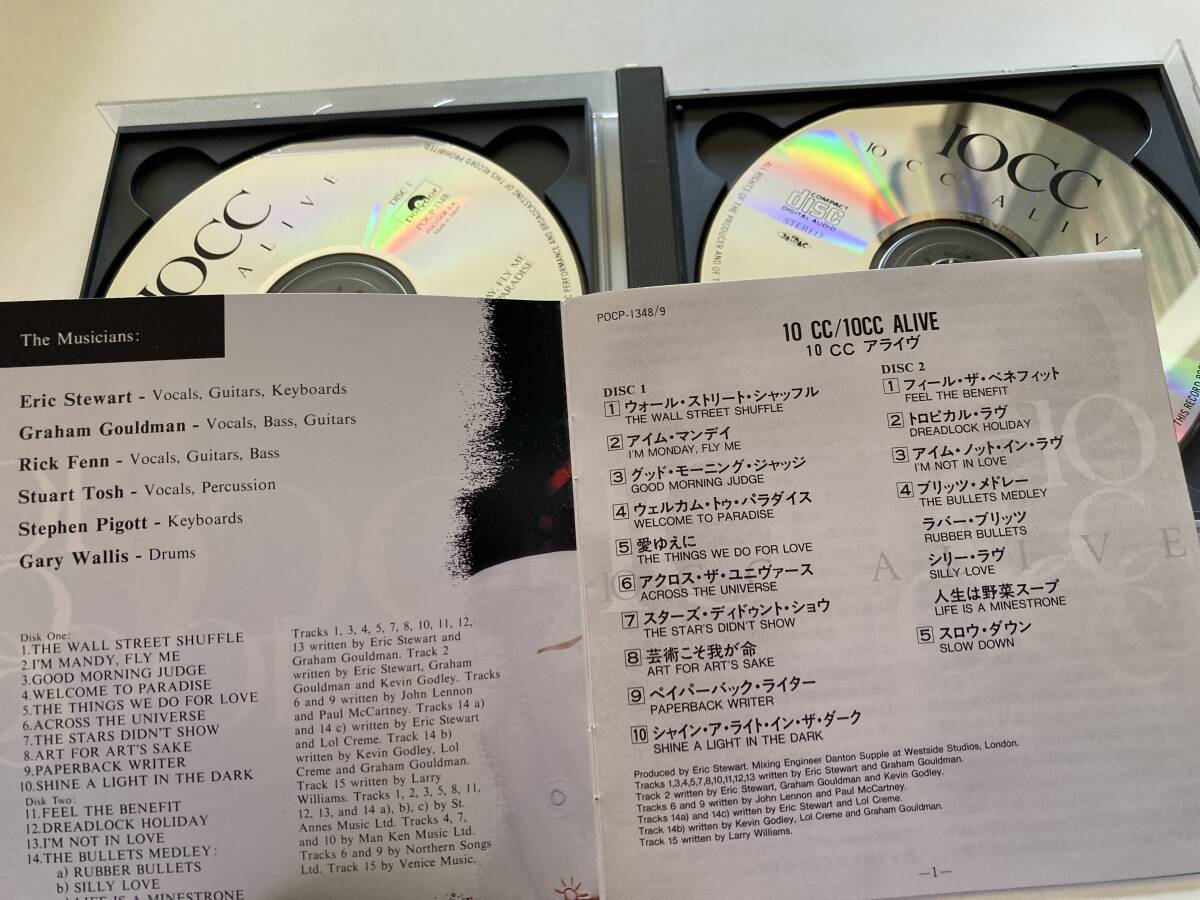 10CC
ALIVE
DISC 1
polydor
POCP-1348
ALL RIGHTS OF THE PRODUCER AND OF T
COMPACT
disc
DIGITAL AUDIO
STEREO
10CC
10 CC ALIV
THIS RECORD PRO
The Musicians:
Eric Stewart - Vocals, Guitars, Keyboards
Graham Gouldman - Vocals, Bass, Guitars
Rick Fenn - Vocals, Guitars, Bass
Stuart Tosh - Vocals, Percussion
Stephen Pigott - Keyboards
Gary Wallis - Drums
Disk One:
1.THE WALL STREET SHUFFLE
2.I'M MANDY, FLY ME
3.GOOD MORNING JUDGE
4.WELCOME TO PARADISE
5.THE THINGS WE DO FOR LOVE
6.ACROSS THE UNIVERSE
7.THE STARS DIDN'T SHOW
8.ART FOR ART'S SAKE
9.PAPERBACK WRITER
10.SHINE A LIGHT IN THE DARK
Disk Two:
11.FEEL THE BENEFIT
12.DREADLOCK HOLIDAY
13.I'M NOT IN LOVE
14.THE BULLETS MEDLEY:
a) RUBBER BULLETS
b) SILLY LOVE
c) LIFE IS A MINESTRONE
Tracks 1, 3, 4, 5, 7, 8, 10, 11, 12,
13 written by Eric Stewart and
Graham Gouldman. Track 2
written by Eric Stewart, Graham
Gouldman and Kevin Godley. Tracks
6 and 9 written by John Lennon
and Paul McCartney. Tracks 14 a)
and 14 c) written by Eric Stewart
and Lol Creme. Track 14 b)
written by Kevin Godley, Lol
Creme and Graham Gouldman.
Track 15 written by Larry
Williams. Tracks 1, 2, 3, 5, 8, 11,
12, 13, and 14 a), b), c) by St.
Annes Music Ltd. Tracks 4, 7,
and 10 by Man Ken Music Ltd.
Tracks 6 and 9 by Northern Songs
Ltd. Track 15 by Venice Music.
POCP-1348/9
10 CC/10CC ALIVE
10 CC アライヴ
DISC 1
1 ウォール・ストリート・シャッフル
THE WALL STREET SHUFFLE
2 アイム・マンデイ
I'M MONDAY, FLY ME
3 グッド・モーニング・ジャッジ
GOOD MORNING JUDGE
4 ウェルカム・トゥ・パラダイス
WELCOME TO PARADISE
5 愛ゆえに
THE THINGS WE DO FOR LOVE
6 アクロス・ザ・ユニヴァース
ACROSS THE UNIVERSE
7 スターズ・ディドゥント・ショウ
THE STAR'S DIDN'T SHOW
8 芸術こそ我が命
ART FOR ART'S SAKE
9 ペイパーバック・ライター
PAPERBACK WRITER
10 シャイン・ア・ライト・イン・ザ・ダーク
SHINE A LIGHT IN THE DARK
DISC 2
1 フィール・ザ・ベネフィット
FEEL THE BENEFIT
2 トロピカル・ラヴ
DREADLOCK HOLIDAY
3 アイム・ノット・イン・ラヴ
I'M NOT IN LOVE
4 ブリッツ・メドレー
THE BULLETS MEDLEY
ラバー・ブリッツ
RUBBER BULLETS
シリー・ラヴ
SILLY LOVE
人生は野菜スープ
LIFE IS A MINESTRONE
5 スロウ・ダウン
SLOW DOWN
Produced by Eric Stewart. Mixing Engineer Danton Supple at Westside Studios, London.
Tracks 1,3,4,5,7,8,10,11,12,13 written by Eric Stewart and Graham Gouldman.
Track 2 written by Eric Stewart, Graham Gouldman and Kevin Godley.
Tracks 6 and 9 written by John Lennon and Paul McCartney.
Tracks 14a) and 14c) written by Eric Stewart and Lol Creme.
Track 14b) written by Kevin Godley, Lol Creme and Graham Gouldman.
Track 15 written by Larry Williams.
—1—